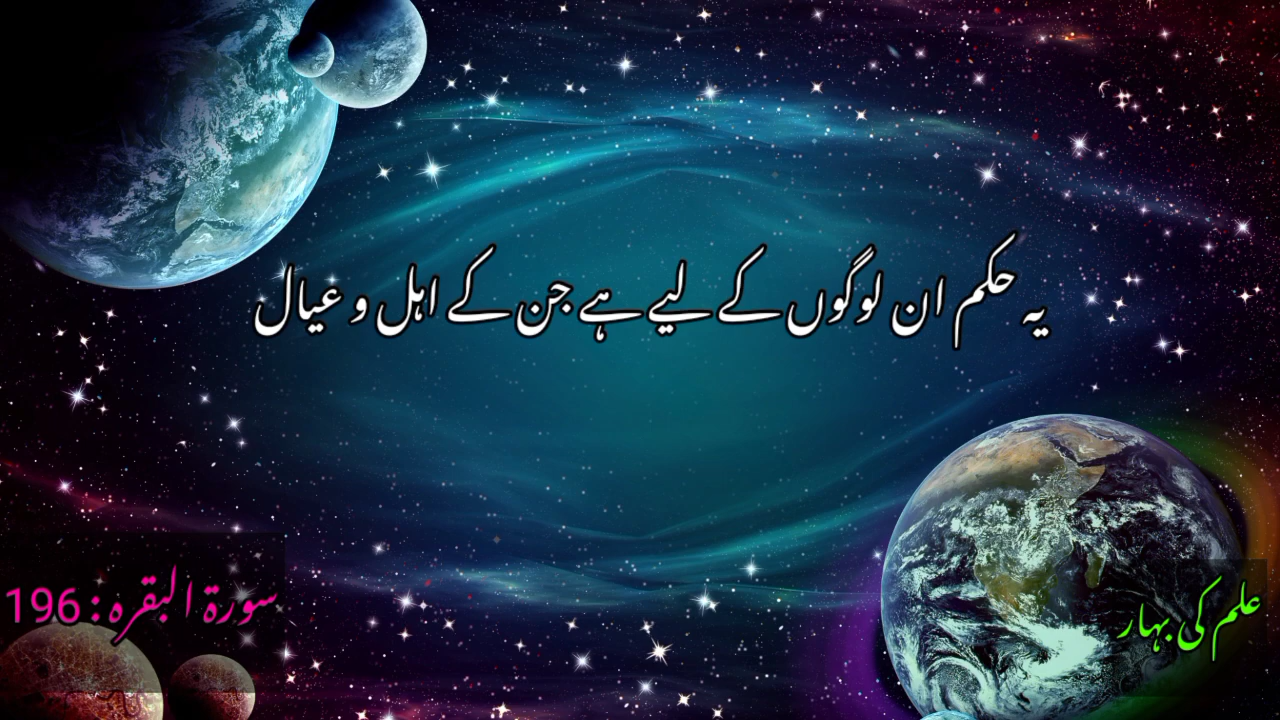 یہ حکم ان لوگوں کے لیے ہے جن کے اہل و عیال
سورۃ البقرہ : 196
علم کی بہار